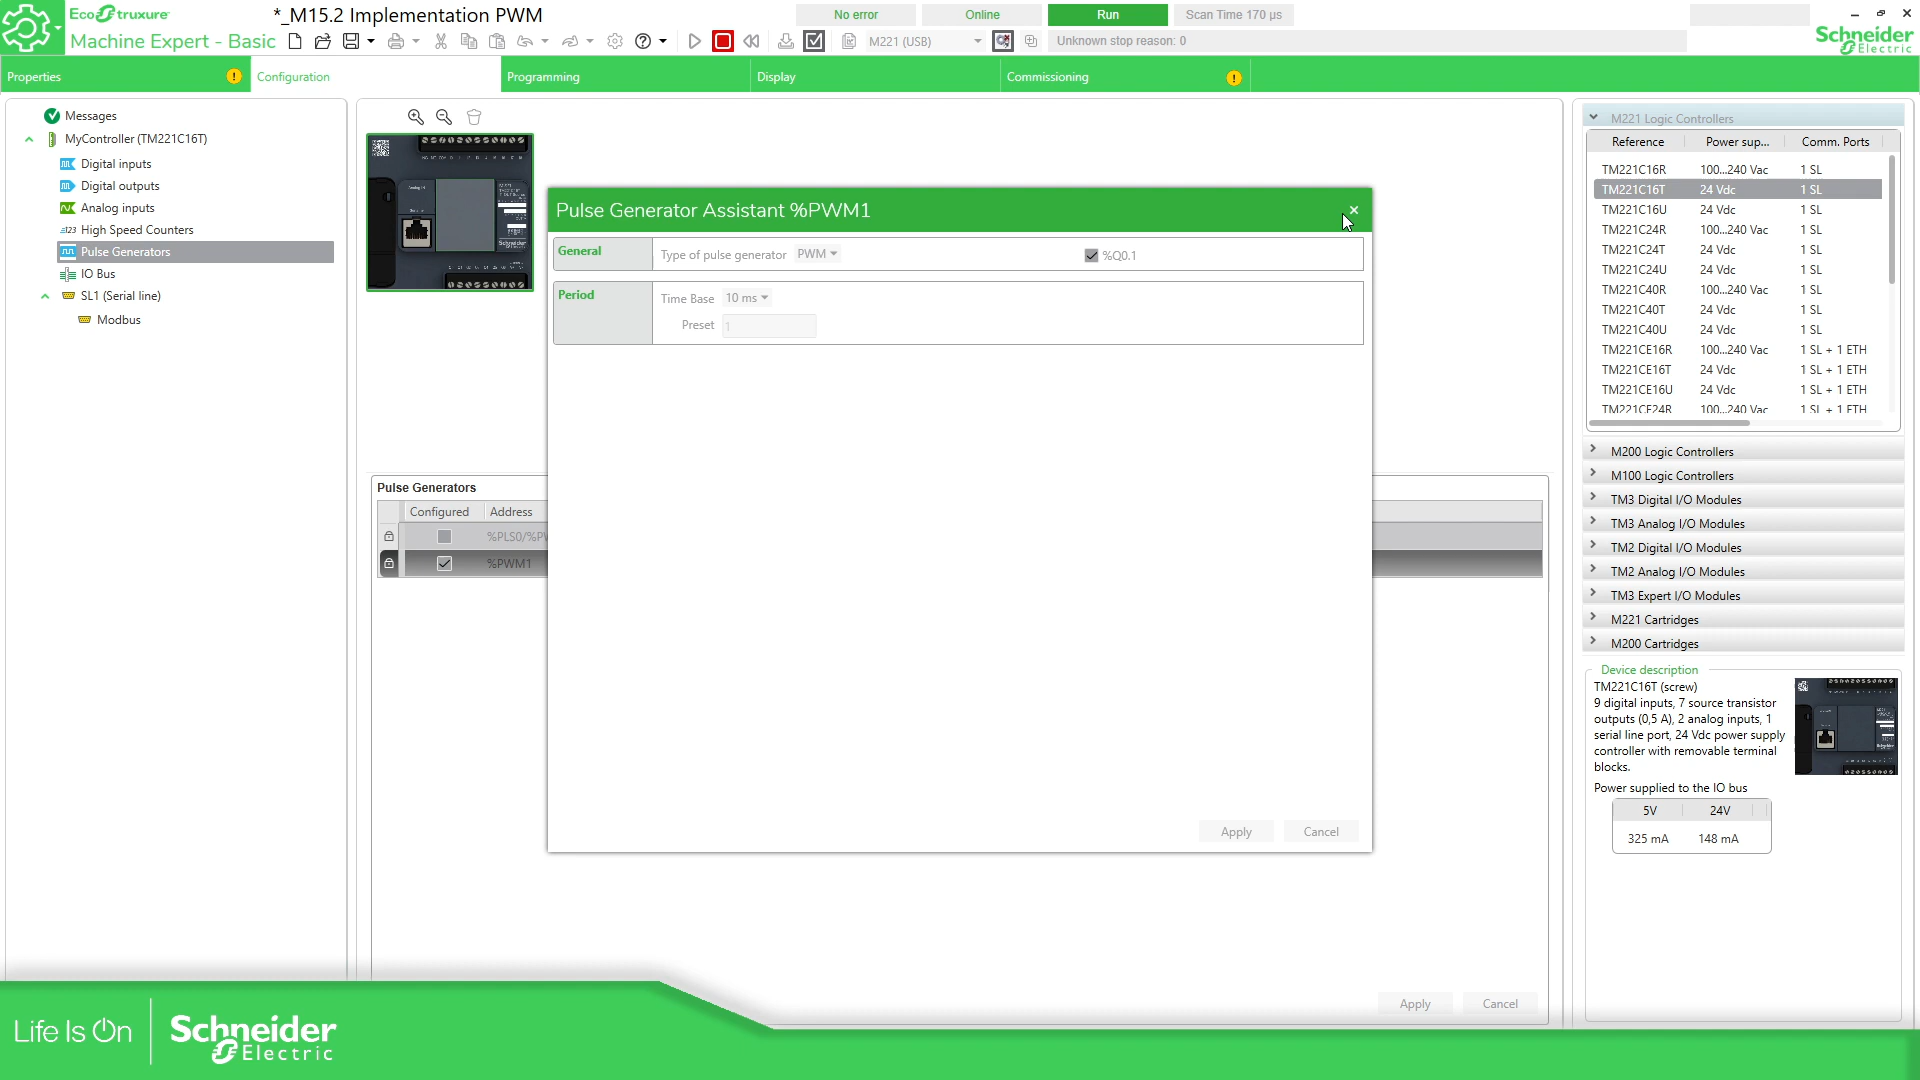 EcoStruxure
Machine Expert - Basic
*_M15.2 Implementation PWM
No error
Online
Run
Scan Time 170 µs
M221 (USB)
Unknown stop reason: 0
Schneider
Electric
Properties
Configuration
Programming
Display
Commissioning
Messages
MyController (TM221C16T)
Digital inputs
Digital outputs
Analog inputs
High Speed Counters
Pulse Generators
IO Bus
SL1 (Serial line)
Modbus
Pulse Generator Assistant %PWM1
General
Type of pulse generator PWM
%Q0.1
Period
Time Base 10 ms
Preset 1
Apply
Cancel
Pulse Generators
Configured Address
%PLS0/%PW
%PWM1
Apply
Cancel
M221 Logic Controllers
Reference Power sup... Comm. Ports
TM221C16R 100...240 Vac 1 SL
TM221C16T 24 Vdc 1 SL
TM221C16U 24 Vdc 1 SL
TM221C24R 100...240 Vac 1 SL
TM221C24T 24 Vdc 1 SL
TM221C24U 24 Vdc 1 SL
TM221C40R 100...240 Vac 1 SL
TM221C40T 24 Vdc 1 SL
TM221C40U 24 Vdc 1 SL
TM221CE16R 100...240 Vac 1 SL + 1 ETH
TM221CE16T 24 Vdc 1 SL + 1 ETH
TM221CE16U 24 Vdc 1 SL + 1 ETH
TM221CE24R 100...240 Vac 1 SL + 1 ETH
M200 Logic Controllers
M100 Logic Controllers
TM3 Digital I/O Modules
TM3 Analog I/O Modules
TM2 Digital I/O Modules
TM2 Analog I/O Modules
TM3 Expert I/O Modules
M221 Cartridges
M200 Cartridges
Device description
TM221C16T (screw)
9 digital inputs, 7 source transistor
outputs (0,5 A), 2 analog inputs, 1
serial line port, 24 Vdc power supply
controller with removable terminal
blocks.
Power supplied to the IO bus
5V 24V
325 mA 148 mA
Life Is On
Schneider
Electric